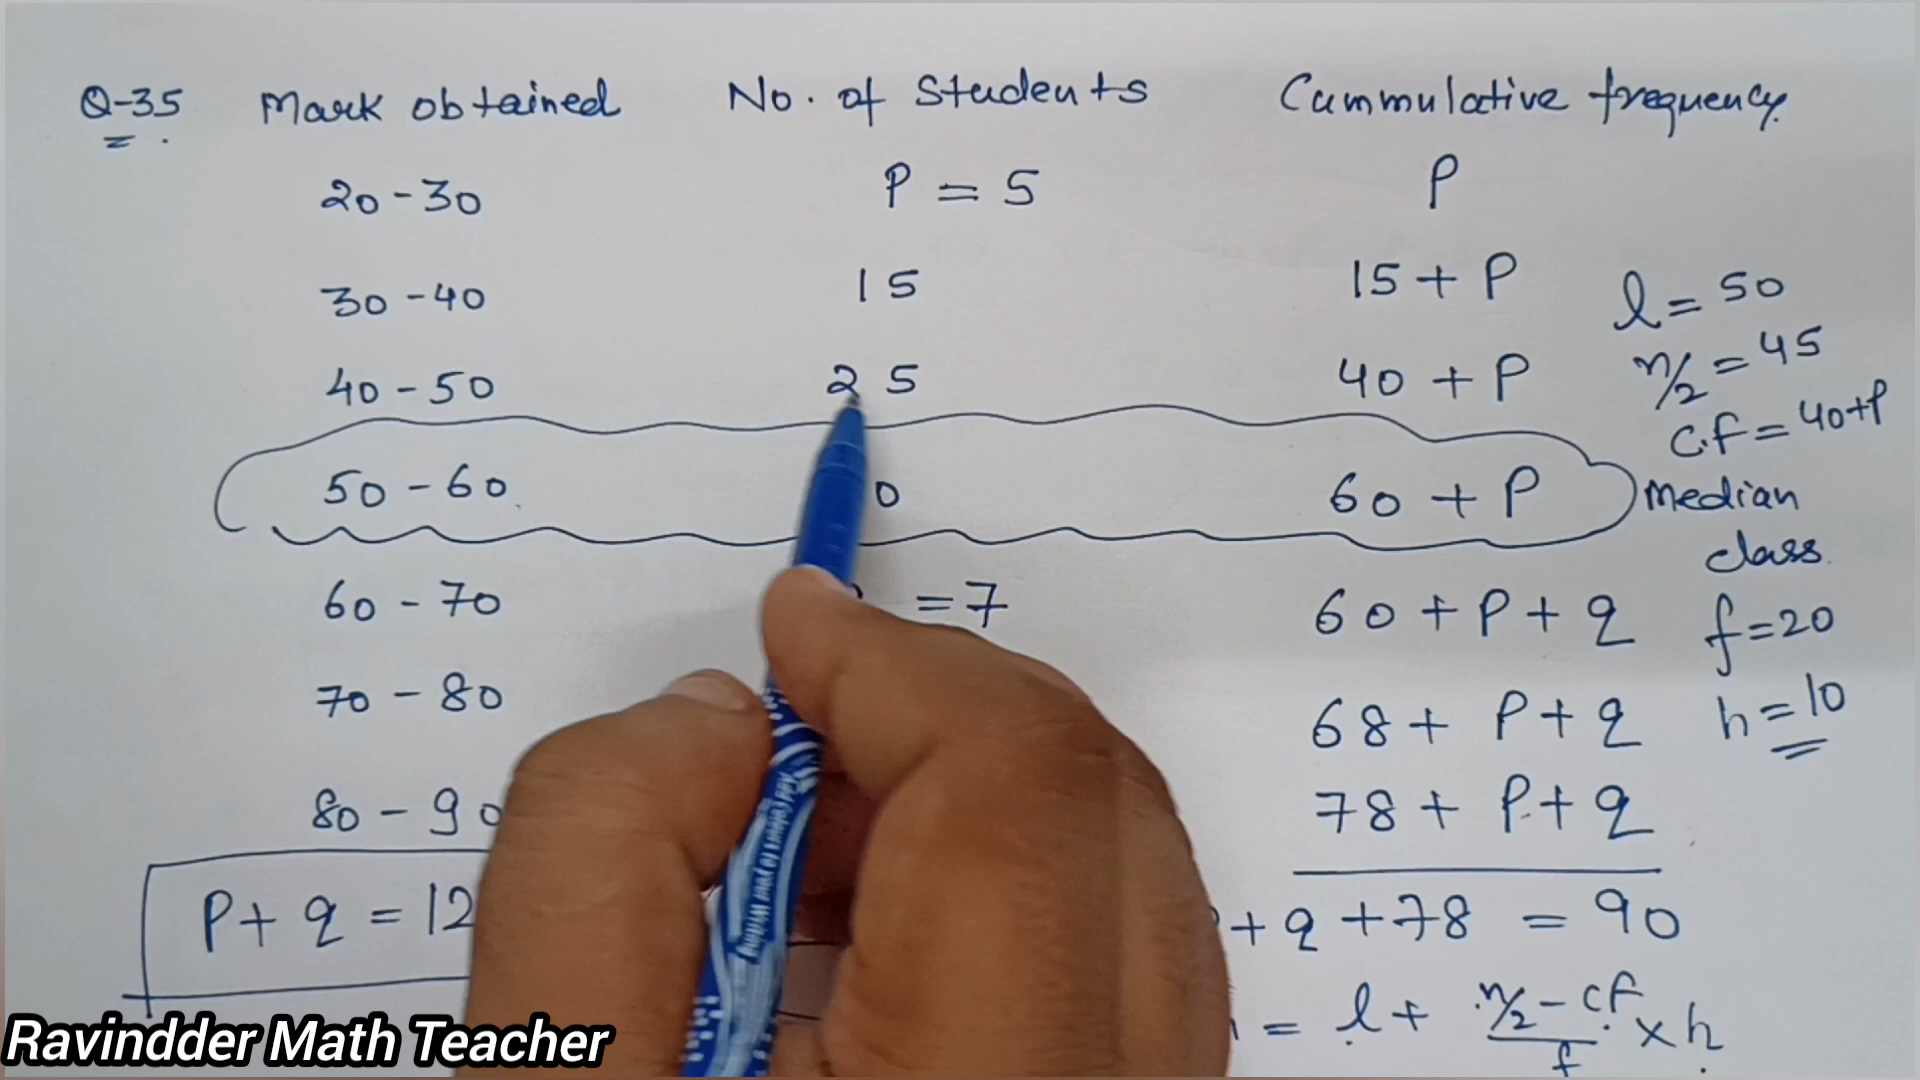 Q-35 Mark obtained No. of Students Cummulative frequency
20-30 P = 5 P
30-40 15 15 + P
l = 50
40-50 25 40 + P
n/2 = 45
c.f = 40+P
50-60 0 60 + P Median
class
60-70 = 7 60 + P + q
f = 20
70-80 68 + P + q
h = 10
80-90 78 + P + q
P + q = 12
+ q + 78 = 90
= l + n/2 - cf / f × h
Ravindder Math Teacher